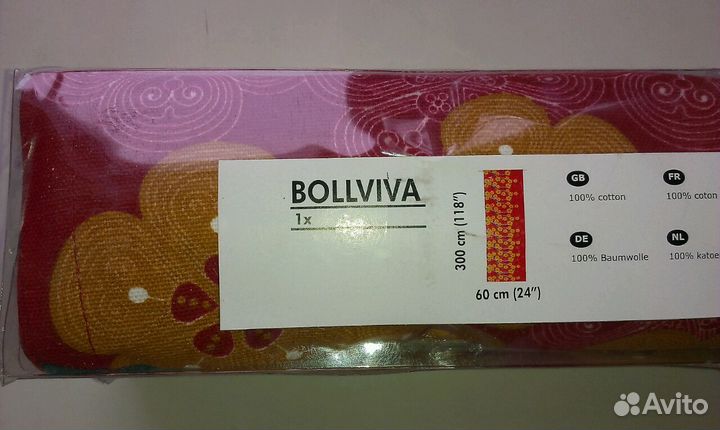 BOLLVIVA
1x
300 cm (118")
60 cm (24")
GB
100% cotton
FR
100% coton
DE
100% Baumwolle
NL
100% katoe
Avito